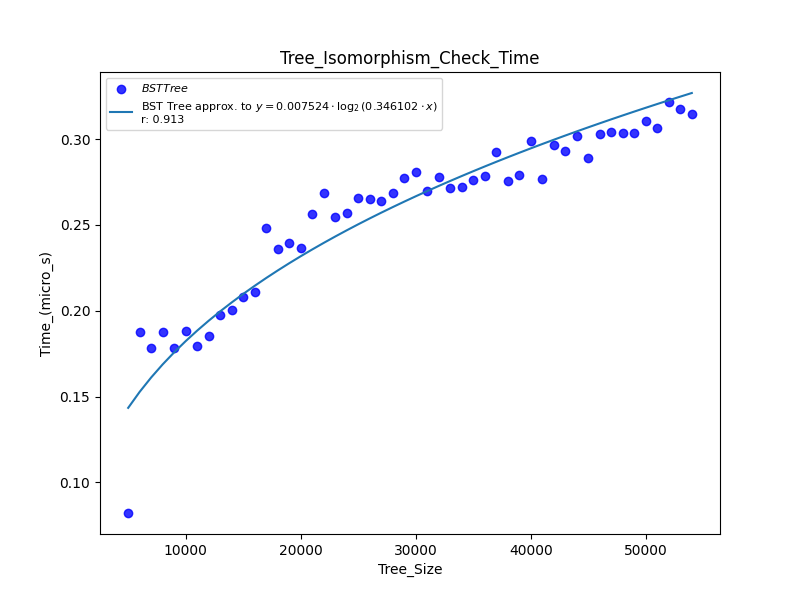 Tree_Isomorphism_Check_Time
BSTTree
BST Tree approx. to y = 0.007524 · log₂ (0.346102 · x)
r: 0.913
0.30
0.25
0.20
0.15
0.10
Time_(micro_s)
10000 20000 30000 40000 50000
Tree_Size